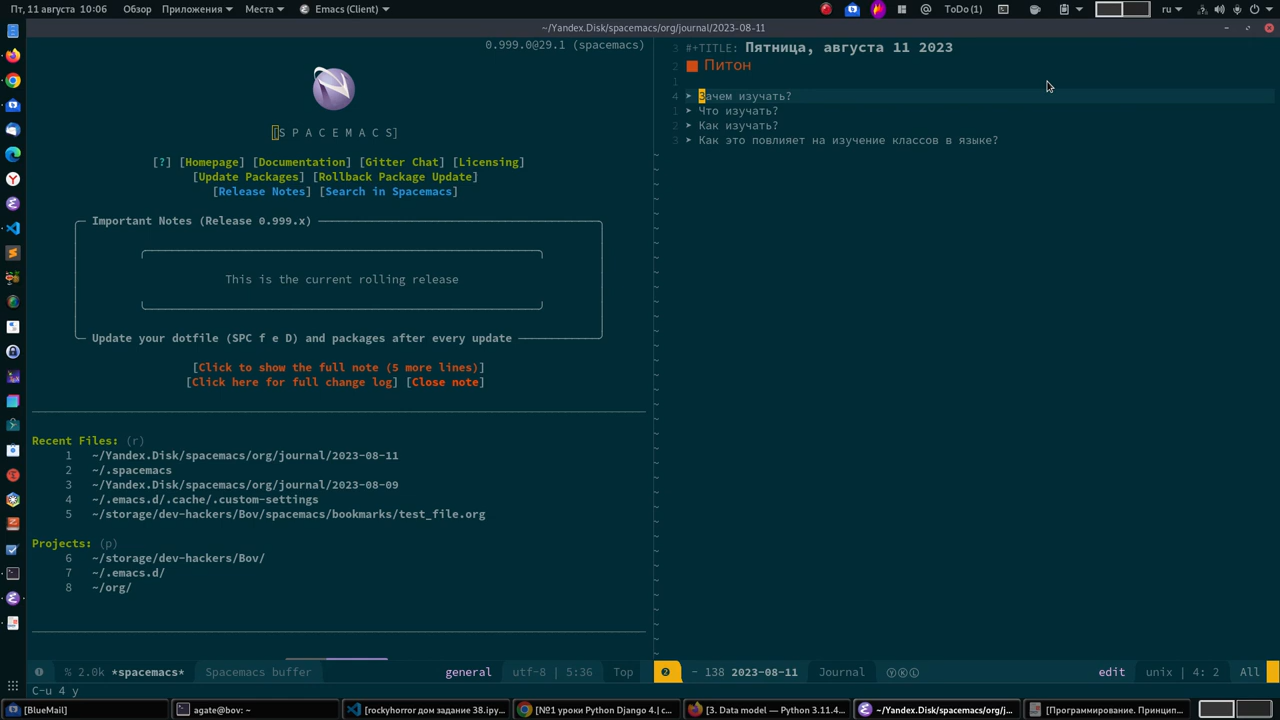 Пт, 11 августа 10:06
Обзор
Приложения
Места
Emacs (Client)
ToDo (1)
ru
~/Yandex.Disk/spacemacs/org/journal/2023-08-11
0.999.0@29.1 (spacemacs)
[S P A C E M A C S]
[?] [Homepage] [Documentation] [Gitter Chat] [Licensing]
[Update Packages] [Rollback Package Update]
[Release Notes] [Search in Spacemacs]
Important Notes (Release 0.999.x)
This is the current rolling release
Update your dotfile (SPC f e D) and packages after every update
[Click to show the full note (5 more lines)]
[Click here for full change log] [Close note]
Recent Files: (r)
1 ~/Yandex.Disk/spacemacs/org/journal/2023-08-11
2 ~/.spacemacs
3 ~/Yandex.Disk/spacemacs/org/journal/2023-08-09
4 ~/.emacs.d/.cache/.custom-settings
5 ~/storage/dev-hackers/Bov/spacemacs/bookmarks/test_file.org
Projects: (p)
6 ~/storage/dev-hackers/Bov/
7 ~/.emacs.d/
8 ~/org/
% 2.0k *spacemacs* Spacemacs buffer general utf-8 | 5:36 Top
3 #+TITLE: Пятница, августа 11 2023
2 Питон
1
4 ➤ Зачем изучать?
1 ➤ Что изучать?
2 ➤ Как изучать?
3 ➤ Как это повлияет на изучение классов в языке?
- 138 2023-08-11 Journal ⓎⓀⓁ edit unix | 4: 2 All
C-u 4 y
[BlueMail]
agate@bov: ~
[rockyhorror дом задание 38.ipy...
[№1 уроки Python Django 4.| c...
[3. Data model — Python 3.11.4...
~/Yandex.Disk/spacemacs/org/j...
[Программирование. Принцип...